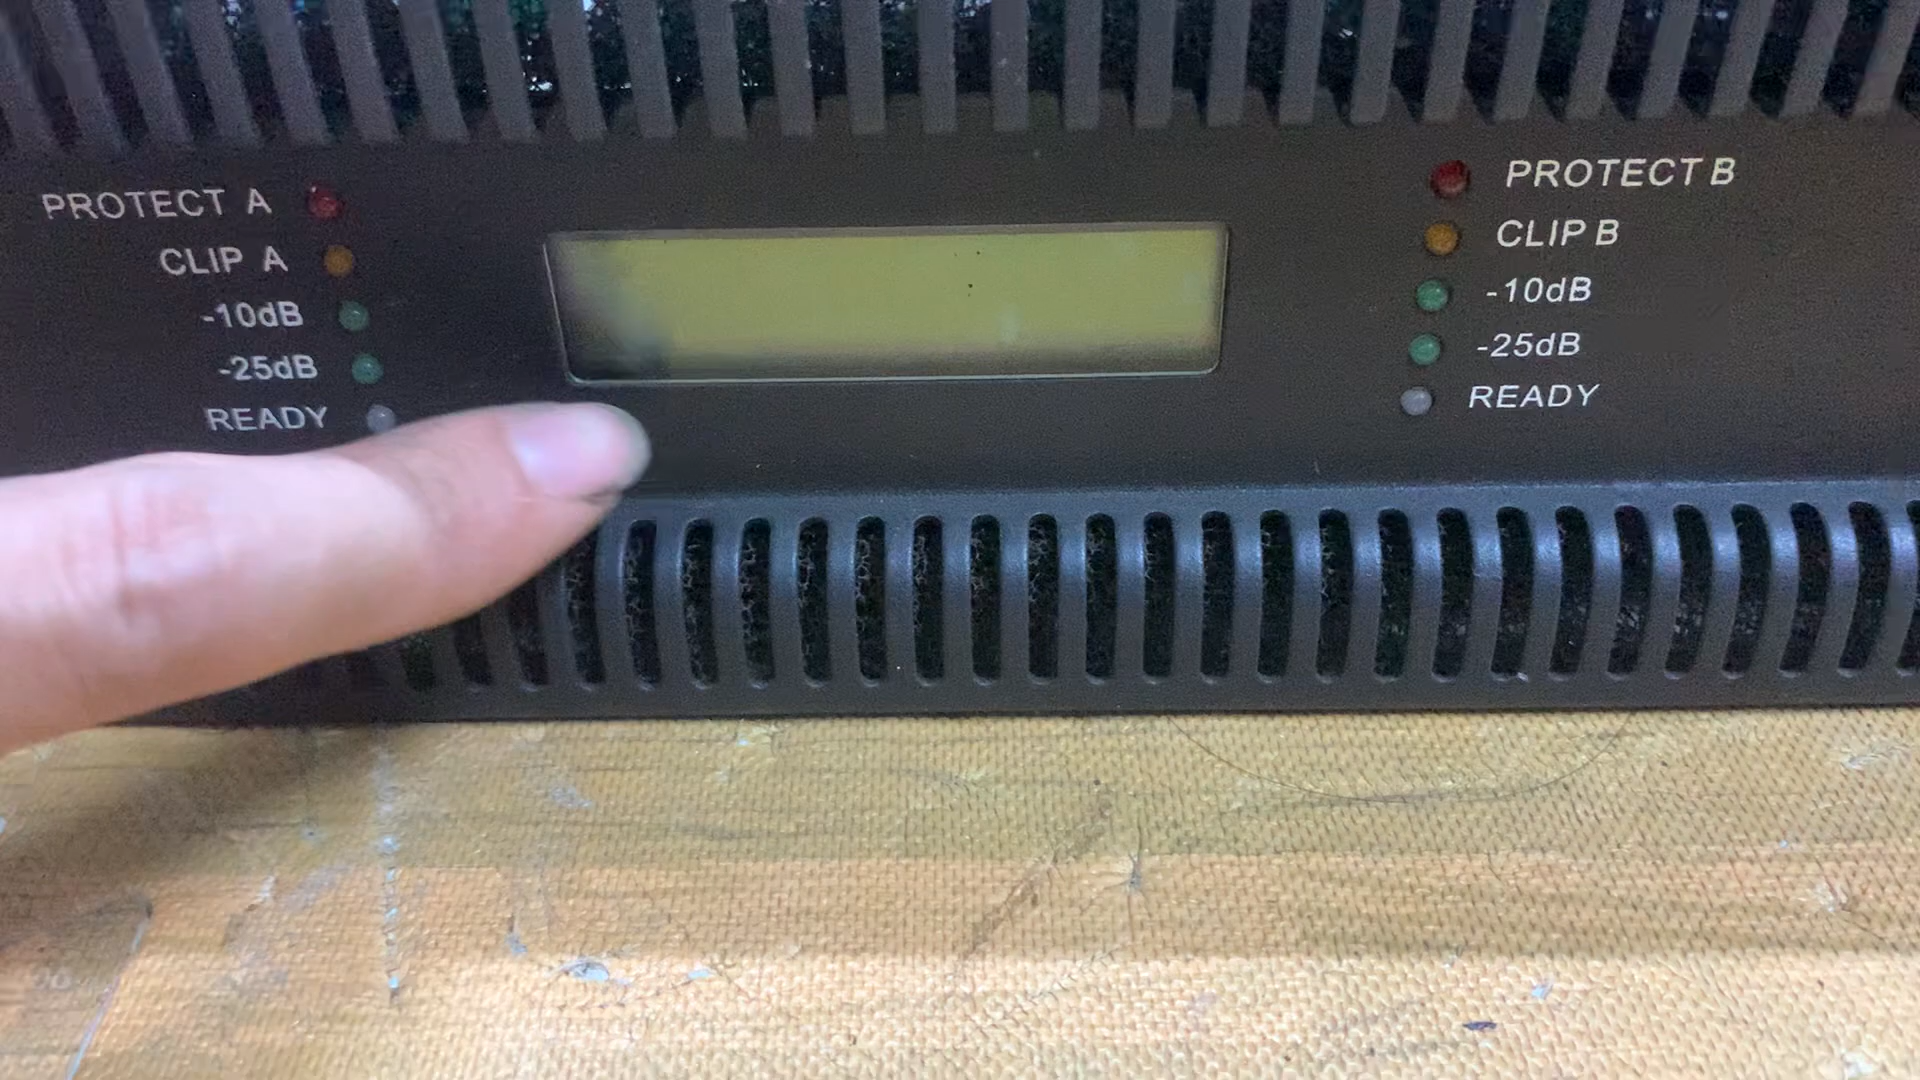 PROTECT A
CLIP A
-10dB
-25dB
READY
PROTECT B
CLIP B
-10dB
-25dB
READY